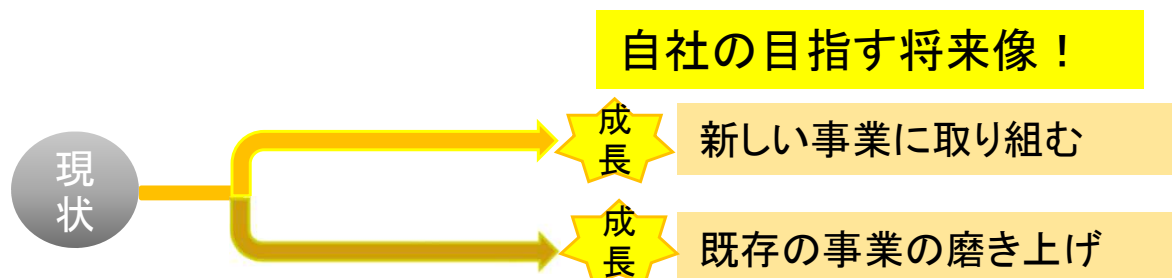 自社の目指す将来像！
成
長
新しい事業に取り組む
現
状
成
長
既存の事業の磨き上げ